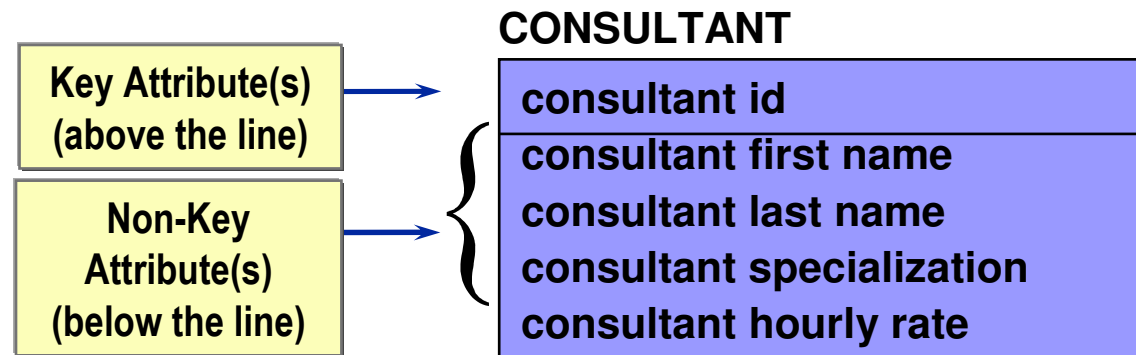 CONSULTANT
Key Attribute(s)
(above the line)
consultant id
Non-Key
Attribute(s)
(below the line)
consultant first name
consultant last name
consultant specialization
consultant hourly rate